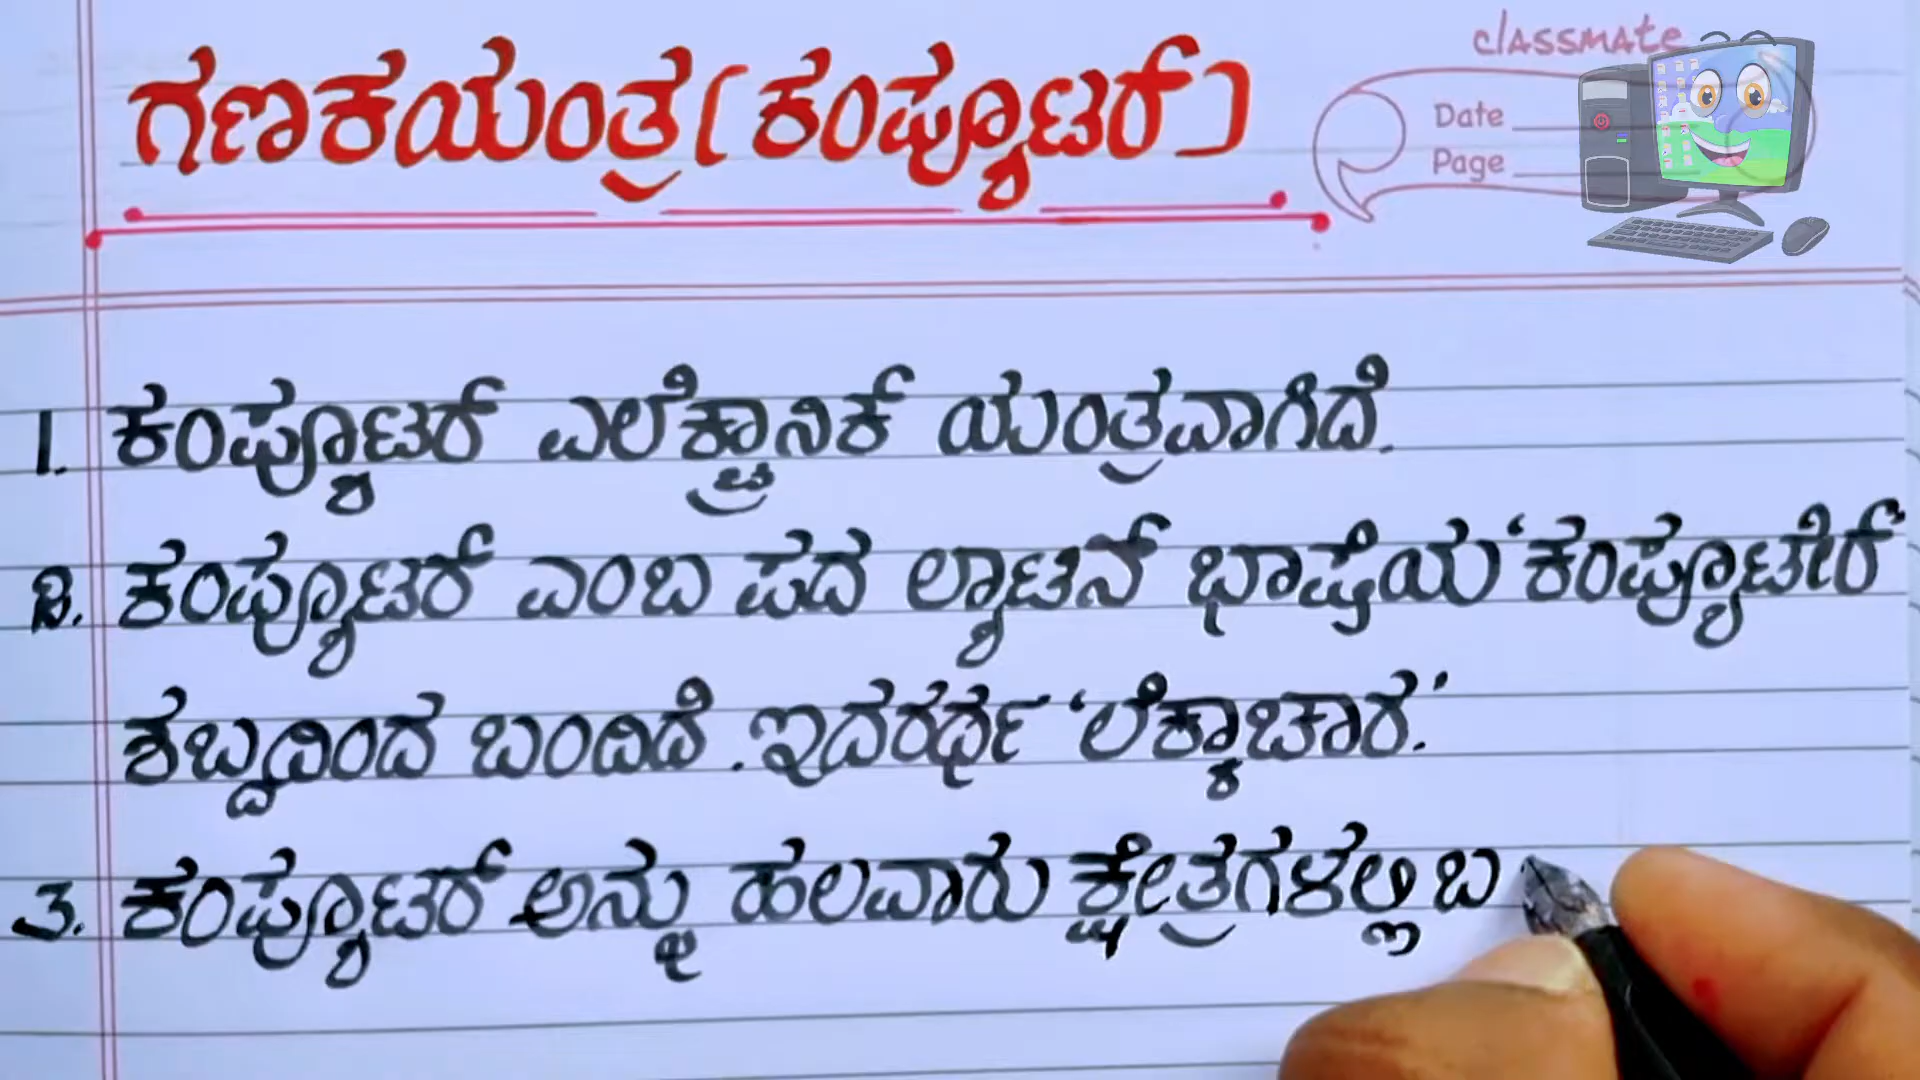 ಗಣಕಯಂತ್ರ(ಕಂಪ್ಯೂಟರ್)
classmate
Date
Page
1. ಕಂಪ್ಯೂಟರ್ ಎಲೆಕ್ಟ್ರಾನಿಕ್ ಯಂತ್ರವಾಗಿದೆ.
2. ಕಂಪ್ಯೂಟರ್ ಎಂಬ ಪದ ಲ್ಯಾಟಿನ್ ಭಾಷೆಯ 'ಕಂಪ್ಯೂಟೇರ್'
ಶಬ್ದದಿಂದ ಬಂದಿದೆ. ಇದರರ್ಥ 'ಲೆಕ್ಕಾಚಾರ.'
3. ಕಂಪ್ಯೂಟರ್ ಅನ್ನು ಹಲವಾರು ಕ್ಷೇತ್ರಗಳಲ್ಲಿ ಬ